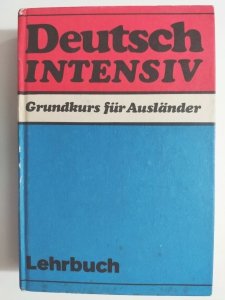 Deutsch
INTENSIV
Grundkurs für Ausländer
Lehrbuch